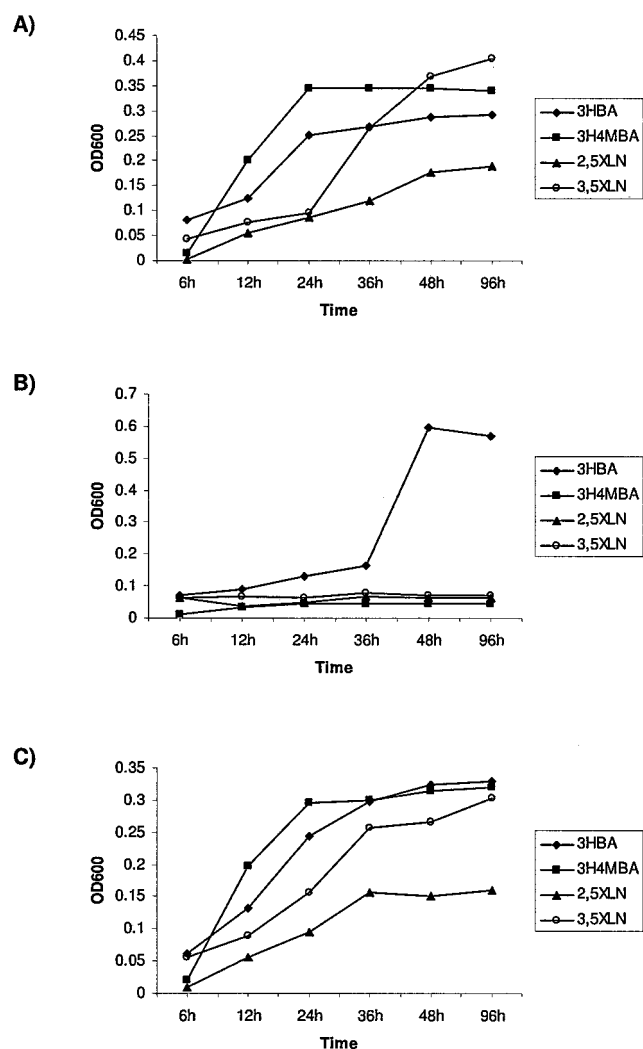 A)
0.45
0.4
0.35
0.3
0.25
0.2
0.15
0.1
0.05
0
OD600
6h 12h 24h 36h 48h 96h
Time
3HBA
3H4MBA
2,5XLN
3,5XLN
B)
0.7
0.6
0.5
0.4
0.3
0.2
0.1
0
OD600
6h 12h 24h 36h 48h 96h
Time
3HBA
3H4MBA
2,5XLN
3,5XLN
C)
0.35
0.3
0.25
0.2
0.15
0.1
0.05
0
OD600
6h 12h 24h 36h 48h 96h
Time
3HBA
3H4MBA
2,5XLN
3,5XLN